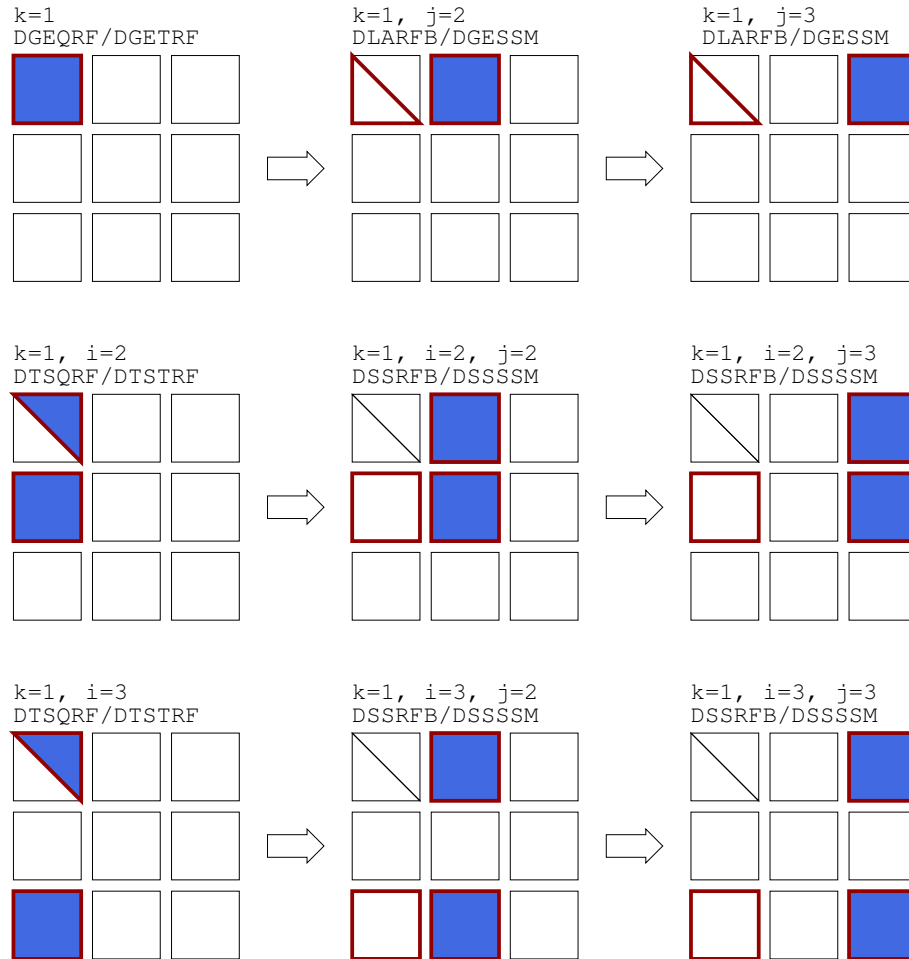 k=1
DGEQRF/DGETRF
k=1, j=2
DLARFB/DGESSM
k=1, j=3
DLARFB/DGESSM
k=1, i=2
DTSQRF/DTSTRF
k=1, i=2, j=2
DSSRFB/DSSSSM
k=1, i=2, j=3
DSSRFB/DSSSSM
k=1, i=3
DTSQRF/DTSTRF
k=1, i=3, j=2
DSSRFB/DSSSSM
k=1, i=3, j=3
DSSRFB/DSSSSM